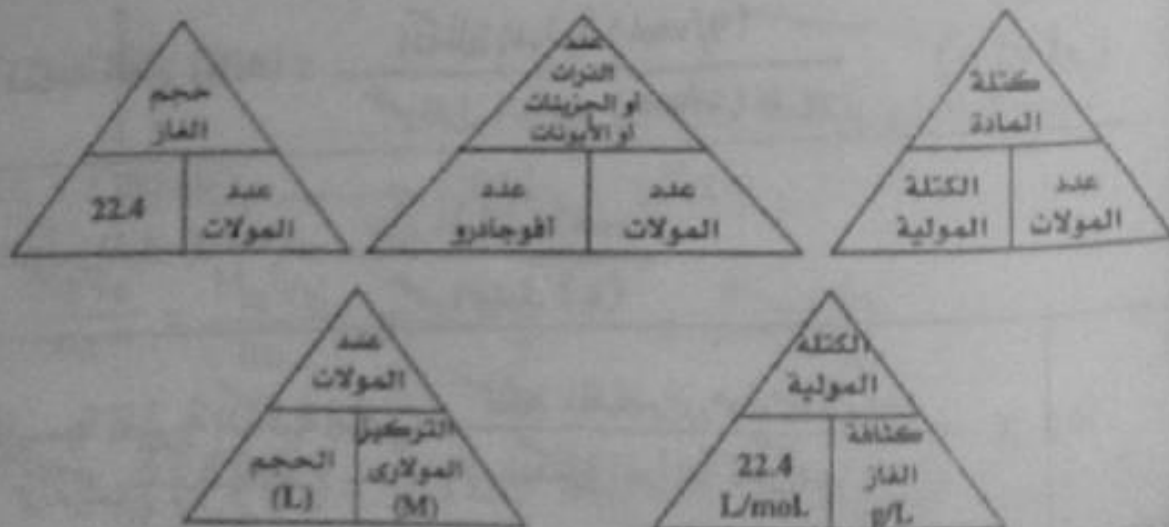 كتلة
المادة
عدد
المولات
الكتلة
المولية
عدد
الذرات
أو الجزيئات
أو الأيونات
عدد
المولات
عدد
أفوجادرو
حجم
الغاز
عدد
المولات
22.4
الكتلة
المولية
كثافة
الغاز
g/L
22.4
L/moL
عدد
المولات
التركيز
المولارى
(M)
الحجم
(L)